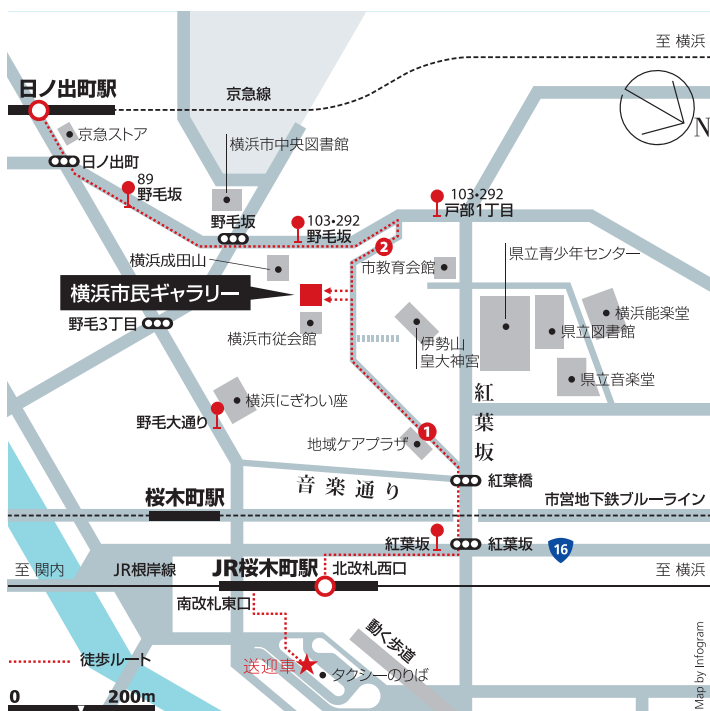 至 横浜
日ノ出町駅
京急線
N
京急ストア
横浜市中央図書館
日ノ出町
89
野毛坂
103・292
戸部1丁目
野毛坂
103・292
野毛坂
2
横浜成田山
市教育会館
県立青少年センター
横浜市民ギャラリー
横浜能楽堂
野毛3丁目
横浜市従会館
県立図書館
伊勢山
皇大神宮
県立音楽堂
横浜にぎわい座
紅葉坂
野毛大通り
1
地域ケアプラザ
音楽通り
紅葉橋
桜木町駅
市営地下鉄ブルーライン
紅葉坂
紅葉坂
16
至 関内
JR根岸線
JR桜木町駅
北改札西口
至 横浜
南改札東口
動く歩道
徒歩ルート
送迎車
タクシーのりば
0
200m
Map by Infogram